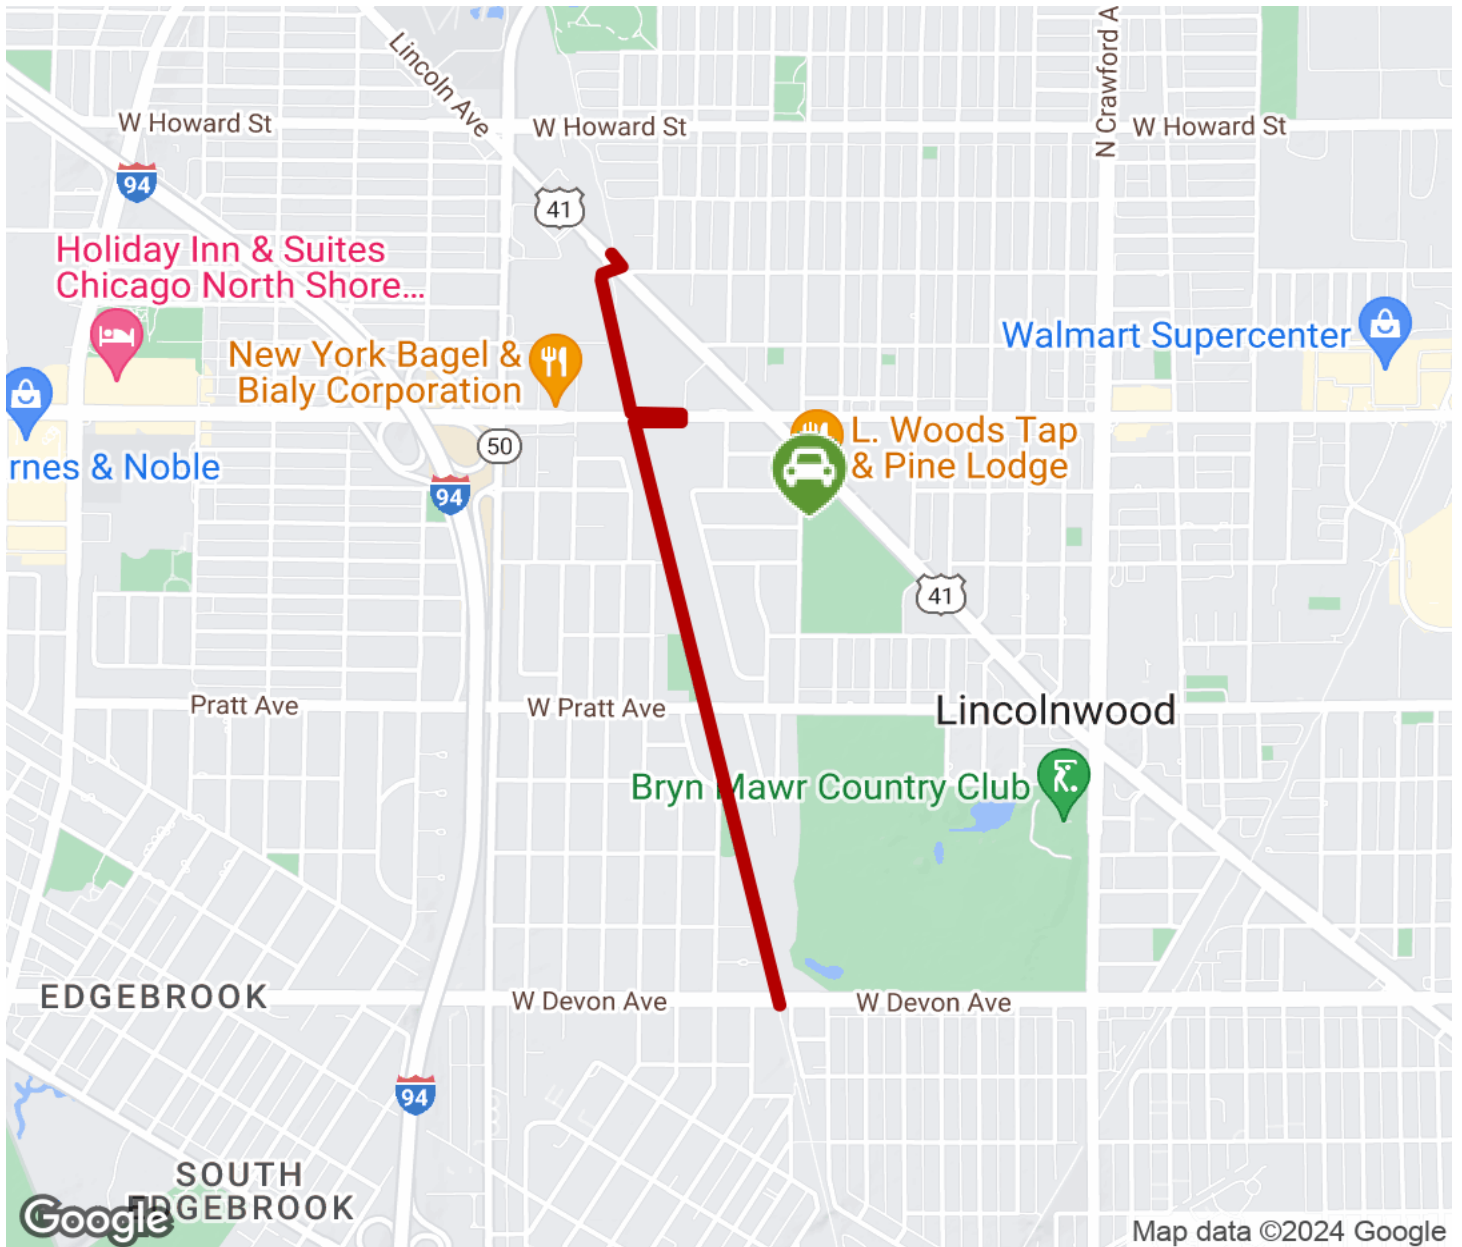 Lincoln Ave
N Crawford A
W Howard St
W Howard St
W Howard St
94
41
Holiday Inn & Suites
Chicago North Shore...
Walmart Supercenter
New York Bagel &
Bialy Corporation
L. Woods Tap
& Pine Lodge
50
rnes & Noble
94
41
Pratt Ave
W Pratt Ave
Lincolnwood
Bryn Mawr Country Club
EDGEBROOK
W Devon Ave
W Devon Ave
94
SOUTH
EDGEBROOK
Google
Map data ©2024 Google